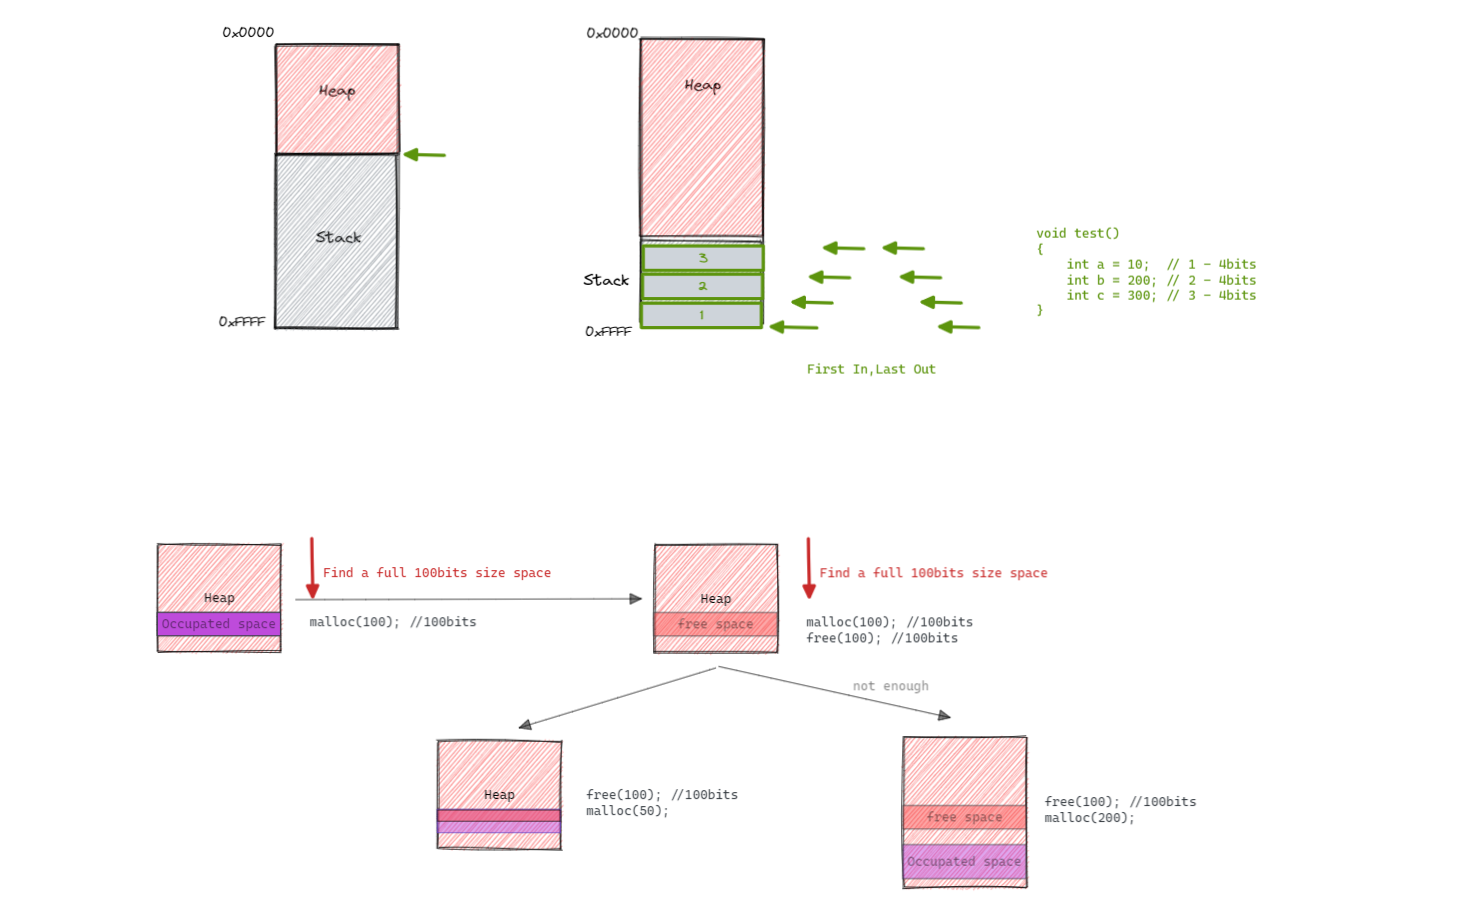 0x0000
Heap
Stack
0xFFFF
0x0000
Heap
3
Stack
2
1
0xFFFF
void test()
{
int a = 10;  // 1 - 4bits
int b = 200; // 2 - 4bits
int c = 300; // 3 - 4bits
}
First In,Last Out
Heap
Occupated space
Find a full 100bits size space
malloc(100); //100bits
Heap
free space
Find a full 100bits size space
malloc(100); //100bits
free(100); //100bits
not enough
Heap
free(100); //100bits
malloc(50);
free space
Occupated space
free(100); //100bits
malloc(200);